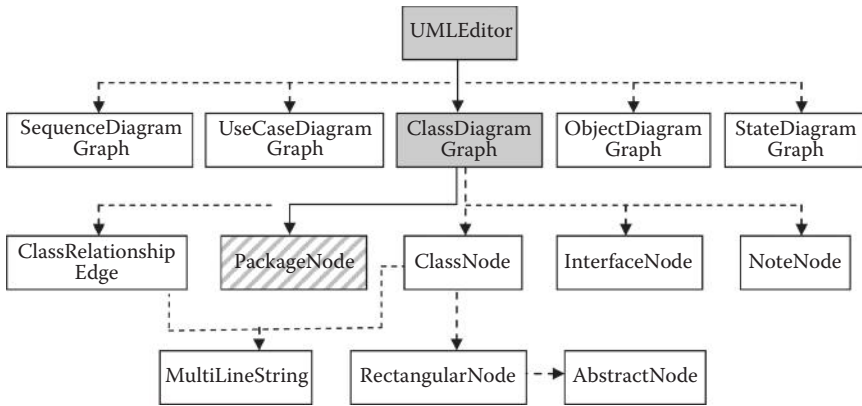 UMLEditor
SequenceDiagram
Graph
UseCaseDiagram
Graph
ClassDiagram
Graph
ObjectDiagram
Graph
StateDiagram
Graph
ClassRelationship
Edge
PackageNode
ClassNode
InterfaceNode
NoteNode
MultiLineString
RectangularNode
AbstractNode